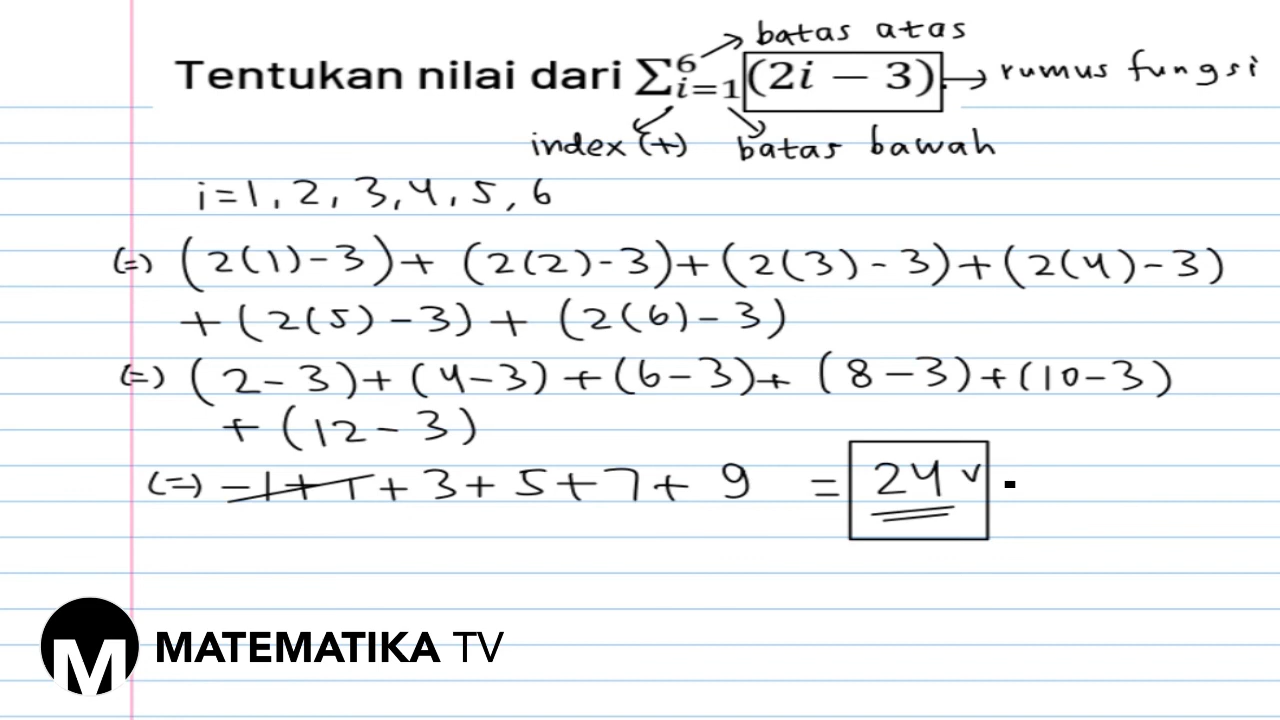 batas atas
Tentukan nilai dari ∑⁶ᵢ₌₁(2i − 3). → rumus fungsi
index (+) batas bawah
i = 1, 2, 3, 4, 5, 6
(=) (2(1) - 3) + (2(2) - 3) + (2(3) - 3) + (2(4) - 3)
+ (2(5) - 3) + (2(6) - 3)
(=) (2 - 3) + (4 - 3) + (6 - 3) + (8 - 3) + (10 - 3)
+ (12 - 3)
(=) -1 + 1 + 3 + 5 + 7 + 9 = 24 ✓
M MATEMATIKA TV